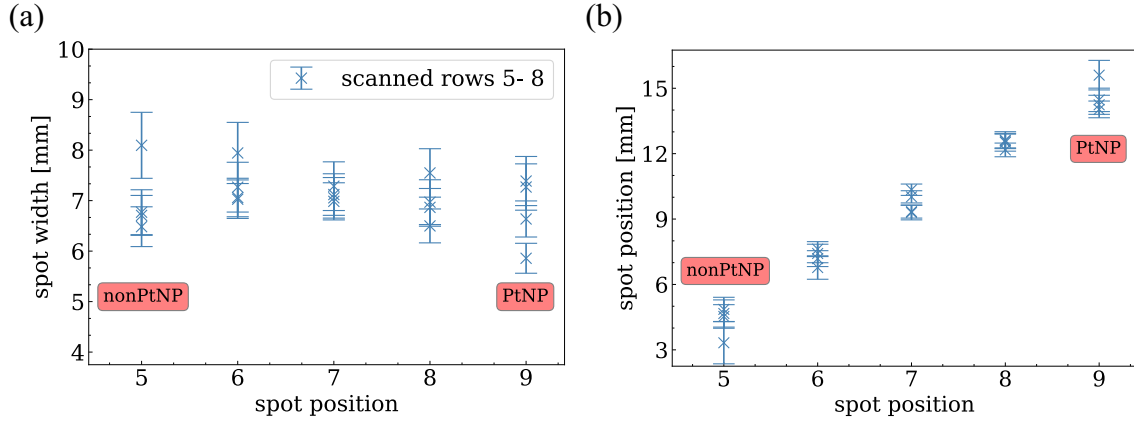 (a)
10
9
8
7
6
5
4
spot width [mm]
scanned rows 5- 8
nonPtNP
PtNP
5 6 7 8 9
spot position
(b)
15
12
9
6
3
spot position [mm]
nonPtNP
PtNP
5 6 7 8 9
spot position